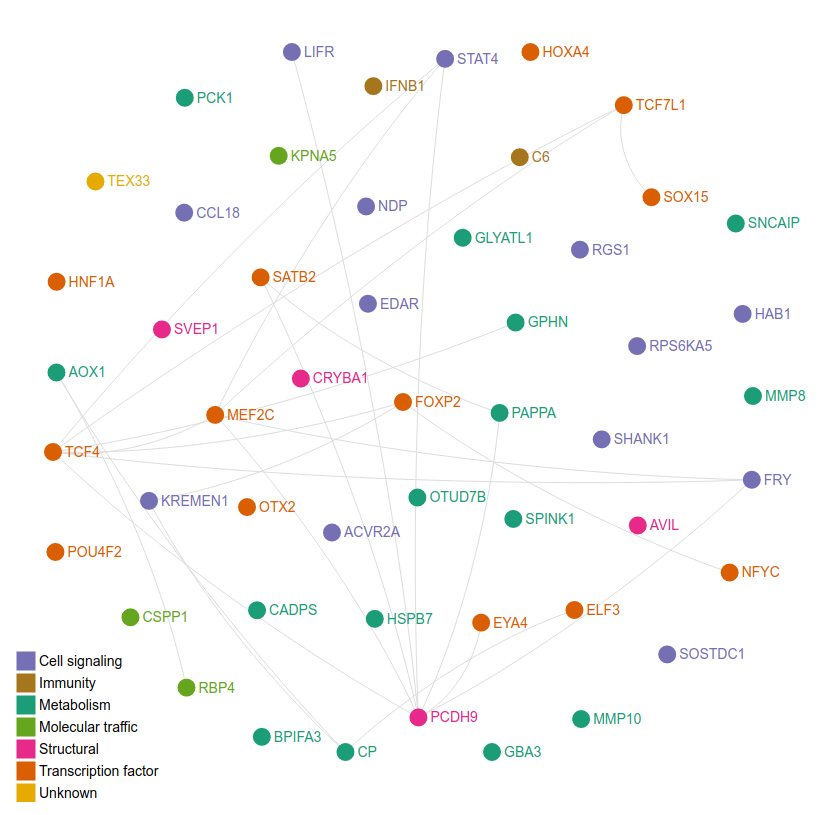 LIFR
STAT4
HOXA4
IFNB1
PCK1
TCF7L1
KPNA5
C6
TEX33
SOX15
CCL18
NDP
SNCAIP
GLYATL1
RGS1
SATB2
HNF1A
EDAR
HAB1
GPHN
SVEP1
RPS6KA5
AOX1
CRYBA1
MMP8
FOXP2
MEF2C
PAPPA
SHANK1
TCF4
FRY
KREMEN1
OTUD7B
OTX2
SPINK1
AVIL
ACVR2A
POU4F2
NFYC
CADPS
ELF3
CSPP1
HSPB7
EYA4
SOSTDC1
RBP4
PCDH9
MMP10
BPIFA3
CP
GBA3
Cell signaling
Immunity
Metabolism
Molecular traffic
Structural
Transcription factor
Unknown